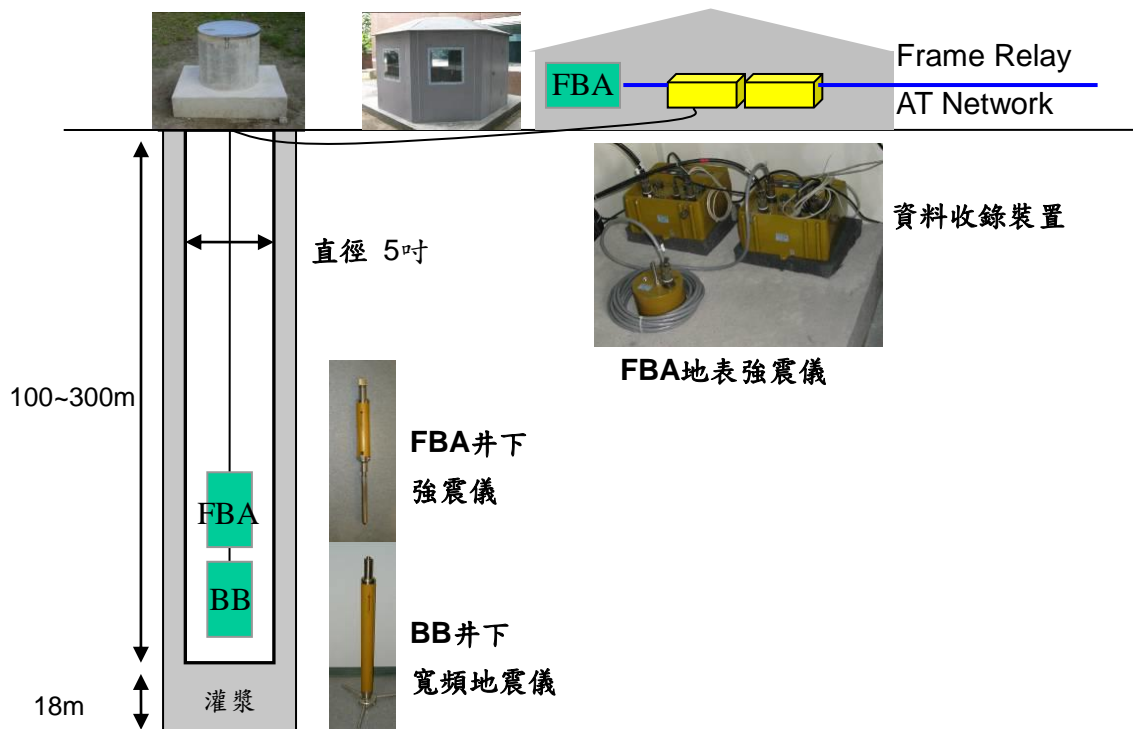 FBA
Frame Relay
AT Network
資料收錄裝置
直徑 5吋
FBA地表強震儀
100~300m
FBA井下
強震儀
FBA
BB
BB井下
寬頻地震儀
18m
灌漿